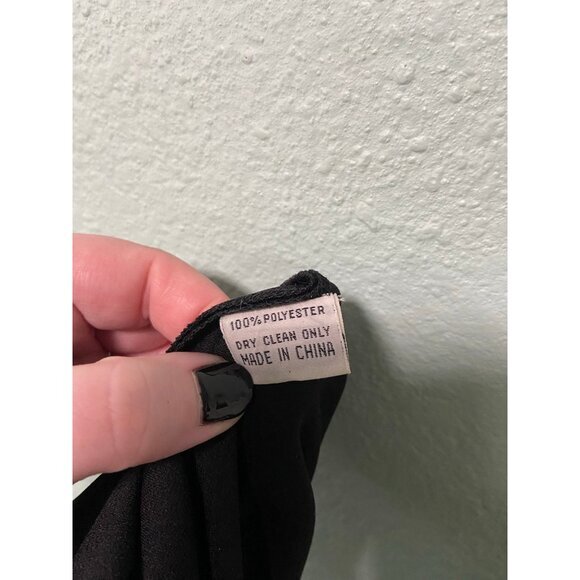 100% POLYESTER
DRY CLEAN ONLY
MADE IN CHINA